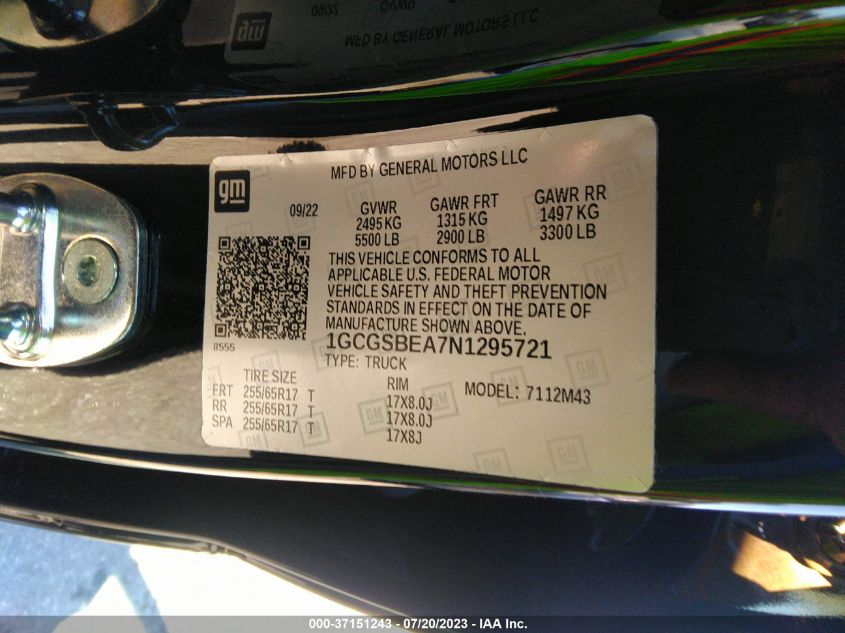 MFD BY GENERAL MOTORS LLC
gm
09/22
GVWR GAWR FRT GAWR RR
2495 KG 1315 KG 1497 KG
5500 LB 2900 LB 3300 LB
THIS VEHICLE CONFORMS TO ALL
APPLICABLE U.S. FEDERAL MOTOR
VEHICLE SAFETY AND THEFT PREVENTION
STANDARDS IN EFFECT ON THE DATE OF
MANUFACTURE SHOWN ABOVE.
8555
1GCGSBEA7N1295721
TYPE: TRUCK
TIRE SIZE RIM MODEL: 7112M43
FRT 255/65R17 T 17X8.0J
RR 255/65R17 T 17X8.0J
SPA 255/65R17 T 17X8J
000-37151243 - 07/20/2023 - IAA Inc.